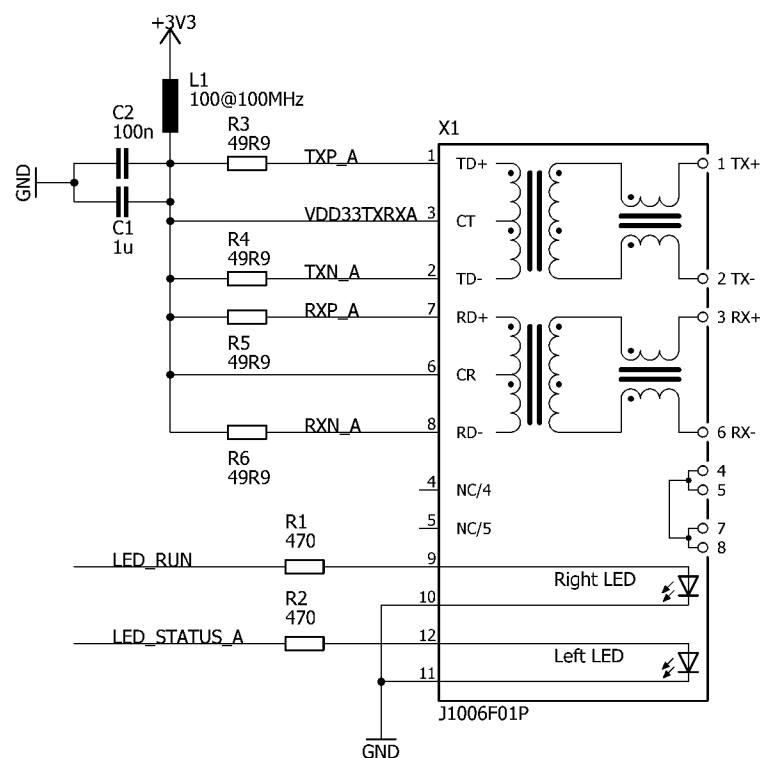 +3V3
L1
100@100MHz
C2
100n
GND
C1
1u
R3
49R9
TXP_A
VDD33TXRXA
R4
49R9
TXN_A
RXP_A
R5
49R9
RXN_A
R6
49R9
X1
1 TD+ 1 TX+
3 CT
2 TD- 2 TX-
7 RD+ 3 RX+
6 CR
8 RD- 6 RX-
4 NC/4 4
5
5 NC/5 7
8
R1
470
LED_RUN
9
Right LED
10
R2
470
LED_STATUS_A
12
Left LED
11
J1006F01P
GND